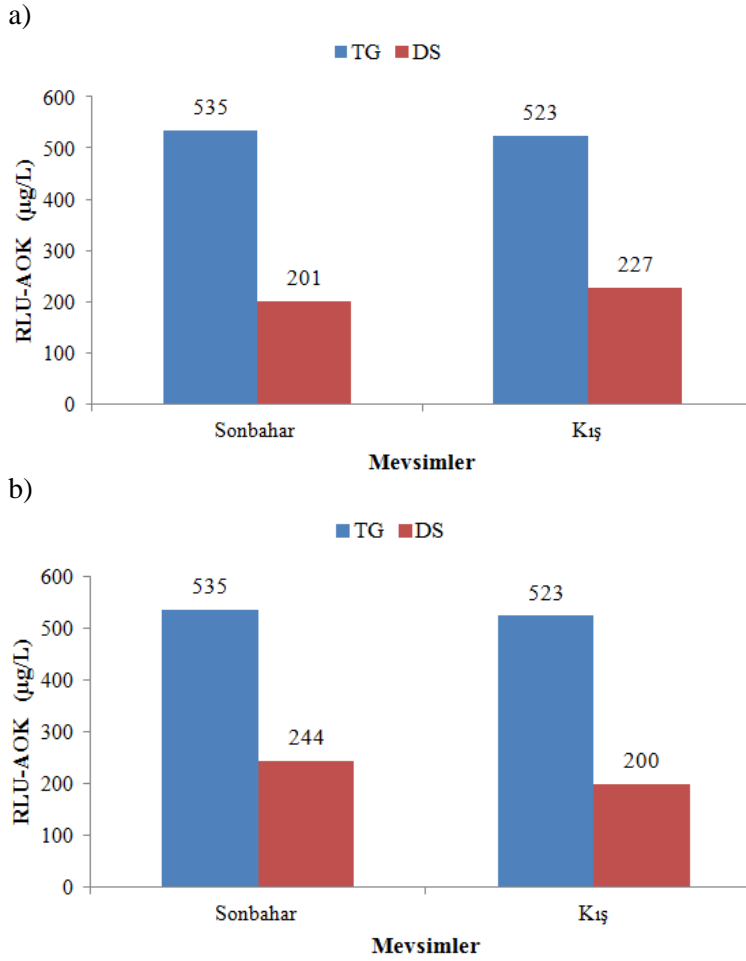 a)
TG DS
RLU-AOK (µg/L)
600
500
400
300
200
100
0
535
201
523
227
Sonbahar Kış
Mevsimler
b)
TG DS
RLU-AOK (µg/L)
600
500
400
300
200
100
0
535
244
523
200
Sonbahar Kış
Mevsimler